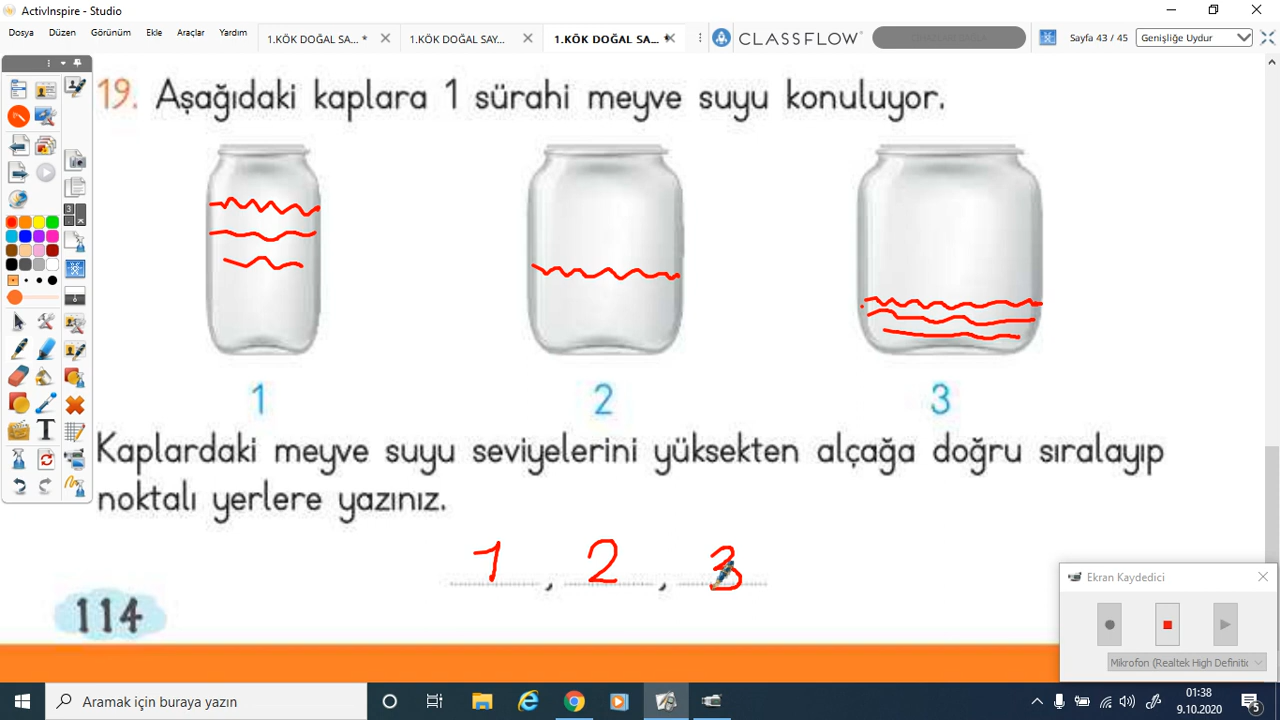 ActivInspire - Studio
Dosya Düzen Görünüm Ekle Araçlar Yardım
1.KÖK DOĞAL SA... * 1.KÖK DOĞAL SAY... 1.KÖK DOĞAL SA... *
CLASSFLOW
Sayfa 43 / 45 Genişliğe Uydur
19. Aşağıdaki kaplara 1 sürahi meyve suyu konuluyor.
1 2 3
Kaplardaki meyve suyu seviyelerini yüksekten alçağa doğru sıralayıp
noktalı yerlere yazınız.
1 , 2 , 3
114
Ekran Kaydedici
Mikrofon (Realtek High Definitic
Aramak için buraya yazın
01:38
9.10.2020
5